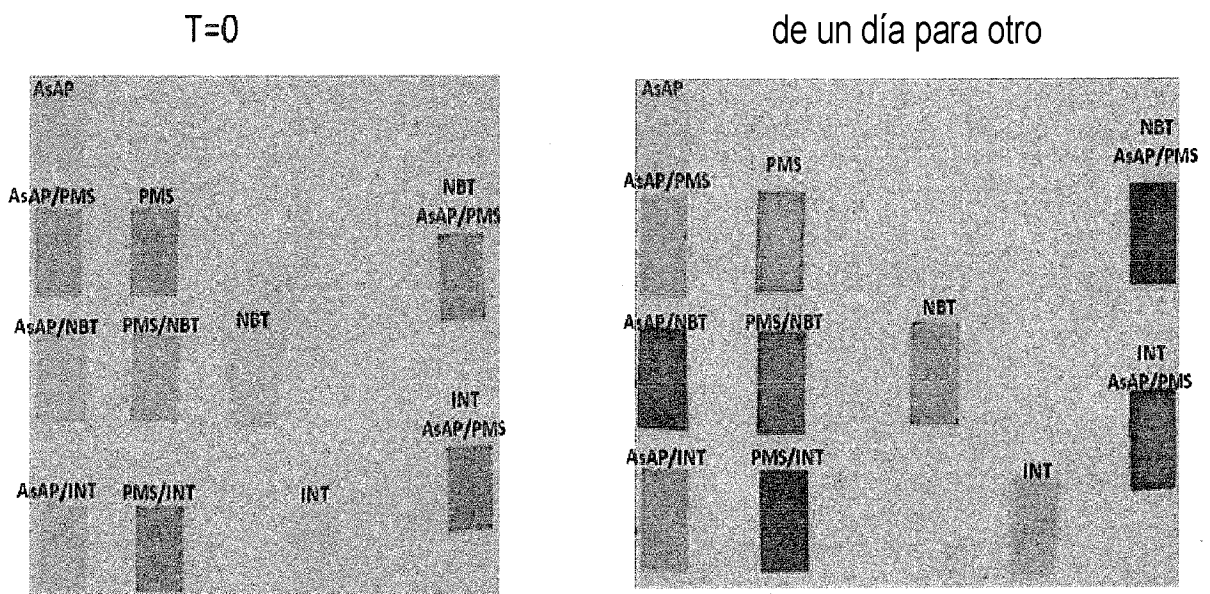 T=0
AsAP
AsAP/PMS
PMS
NBT
AsAP/PMS
AsAP/NBT
PMS/NBT
NBT
INT
AsAP/PMS
AsAP/INT
PMS/INT
INT
de un día para otro
AsAP
NBT
AsAP/PMS
AsAP/PMS
PMS
AsAP/NBT
PMS/NBT
NBT
INT
AsAP/PMS
AsAP/INT
PMS/INT
INT